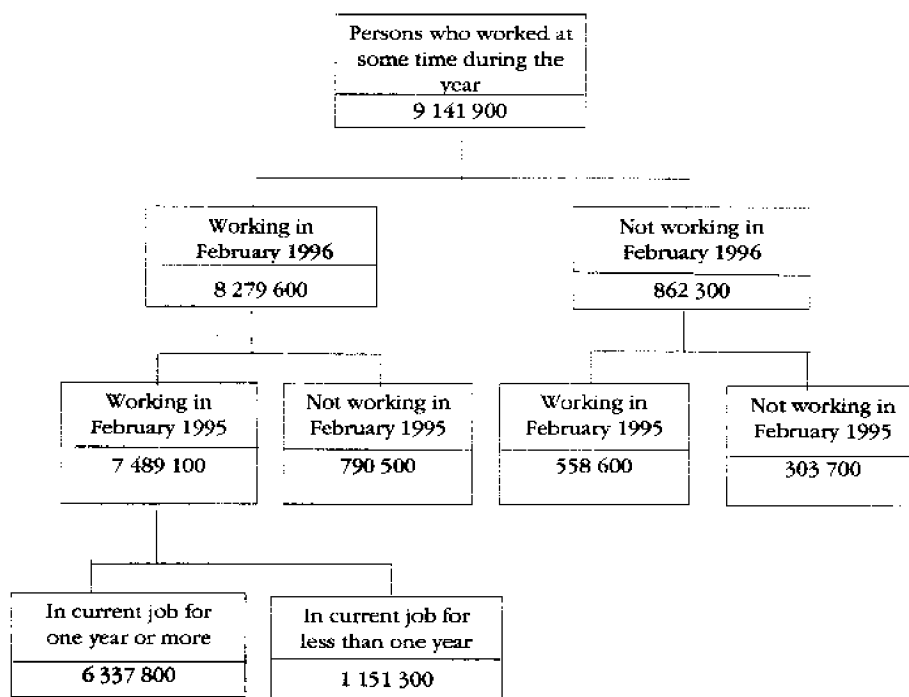 Persons who worked at
some time during the
year
9 141 900
Working in
February 1996
8 279 600
Not working in
February 1996
862 300
Working in
February 1995
7 489 100
Not working in
February 1995
790 500
Working in
February 1995
558 600
Not working in
February 1995
303 700
In current job for
one year or more
6 337 800
In current job for
less than one year
1 151 300